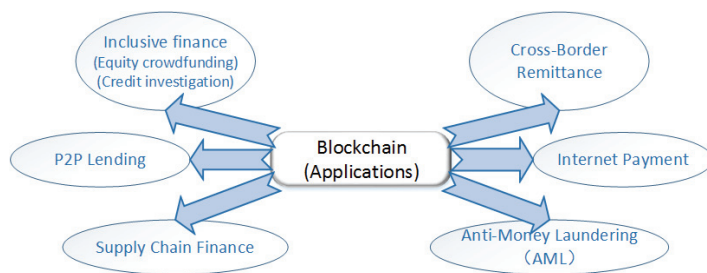 Inclusive finance
(Equity crowdfunding)
(Credit investigation)
Cross-Border
Remittance
P2P Lending
Blockchain
(Applications)
Internet Payment
Supply Chain Finance
Anti-Money Laundering
（AML）